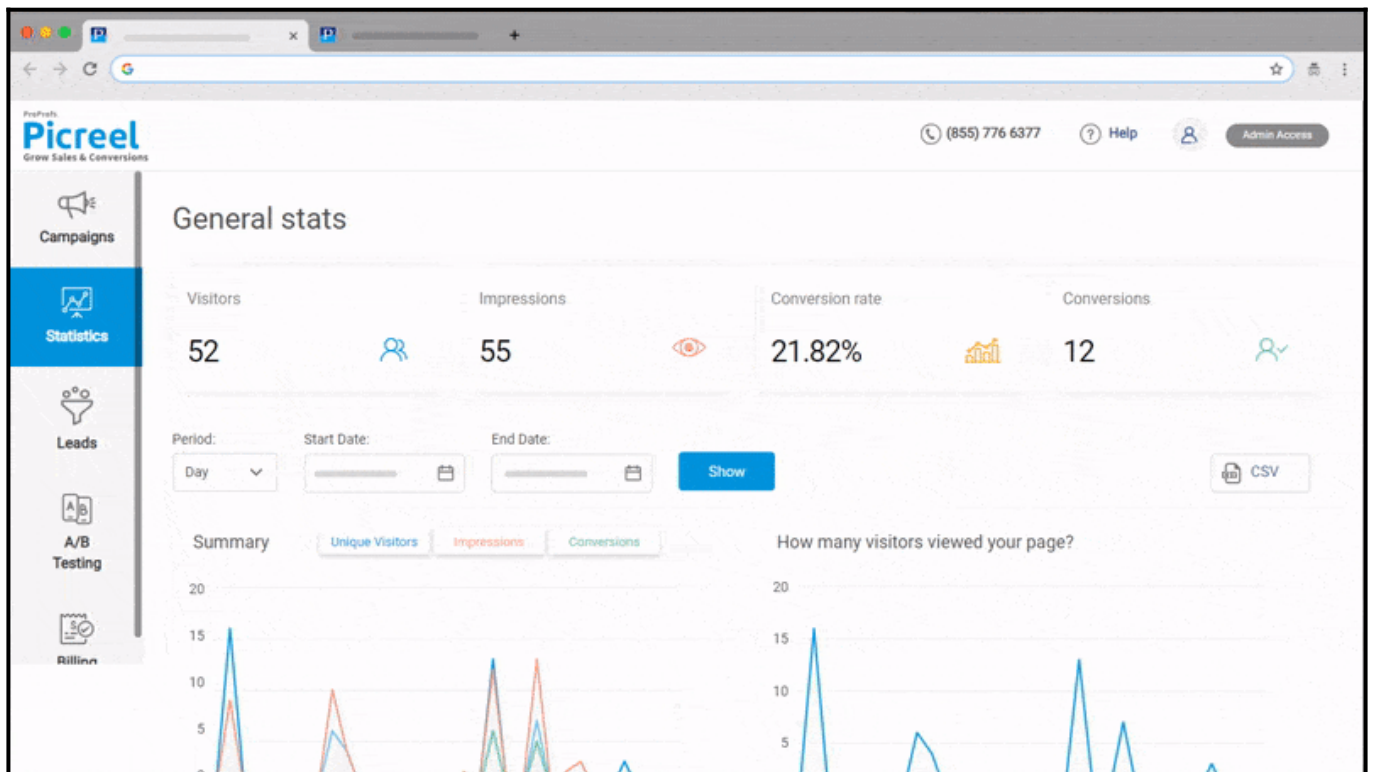 ProProfs
Picreel
Grow Sales & Conversions
(855) 776 6377
? Help
Admin Access
Campaigns
Statistics
Leads
A/B
Testing
Billing
General stats
Visitors
52
Impressions
55
Conversion rate
21.82%
Conversions
12
Period:
Day
Start Date:
End Date:
Show
CSV
Summary
Unique Visitors
Impressions
Conversions
20
15
10
5
How many visitors viewed your page?
20
15
10
5